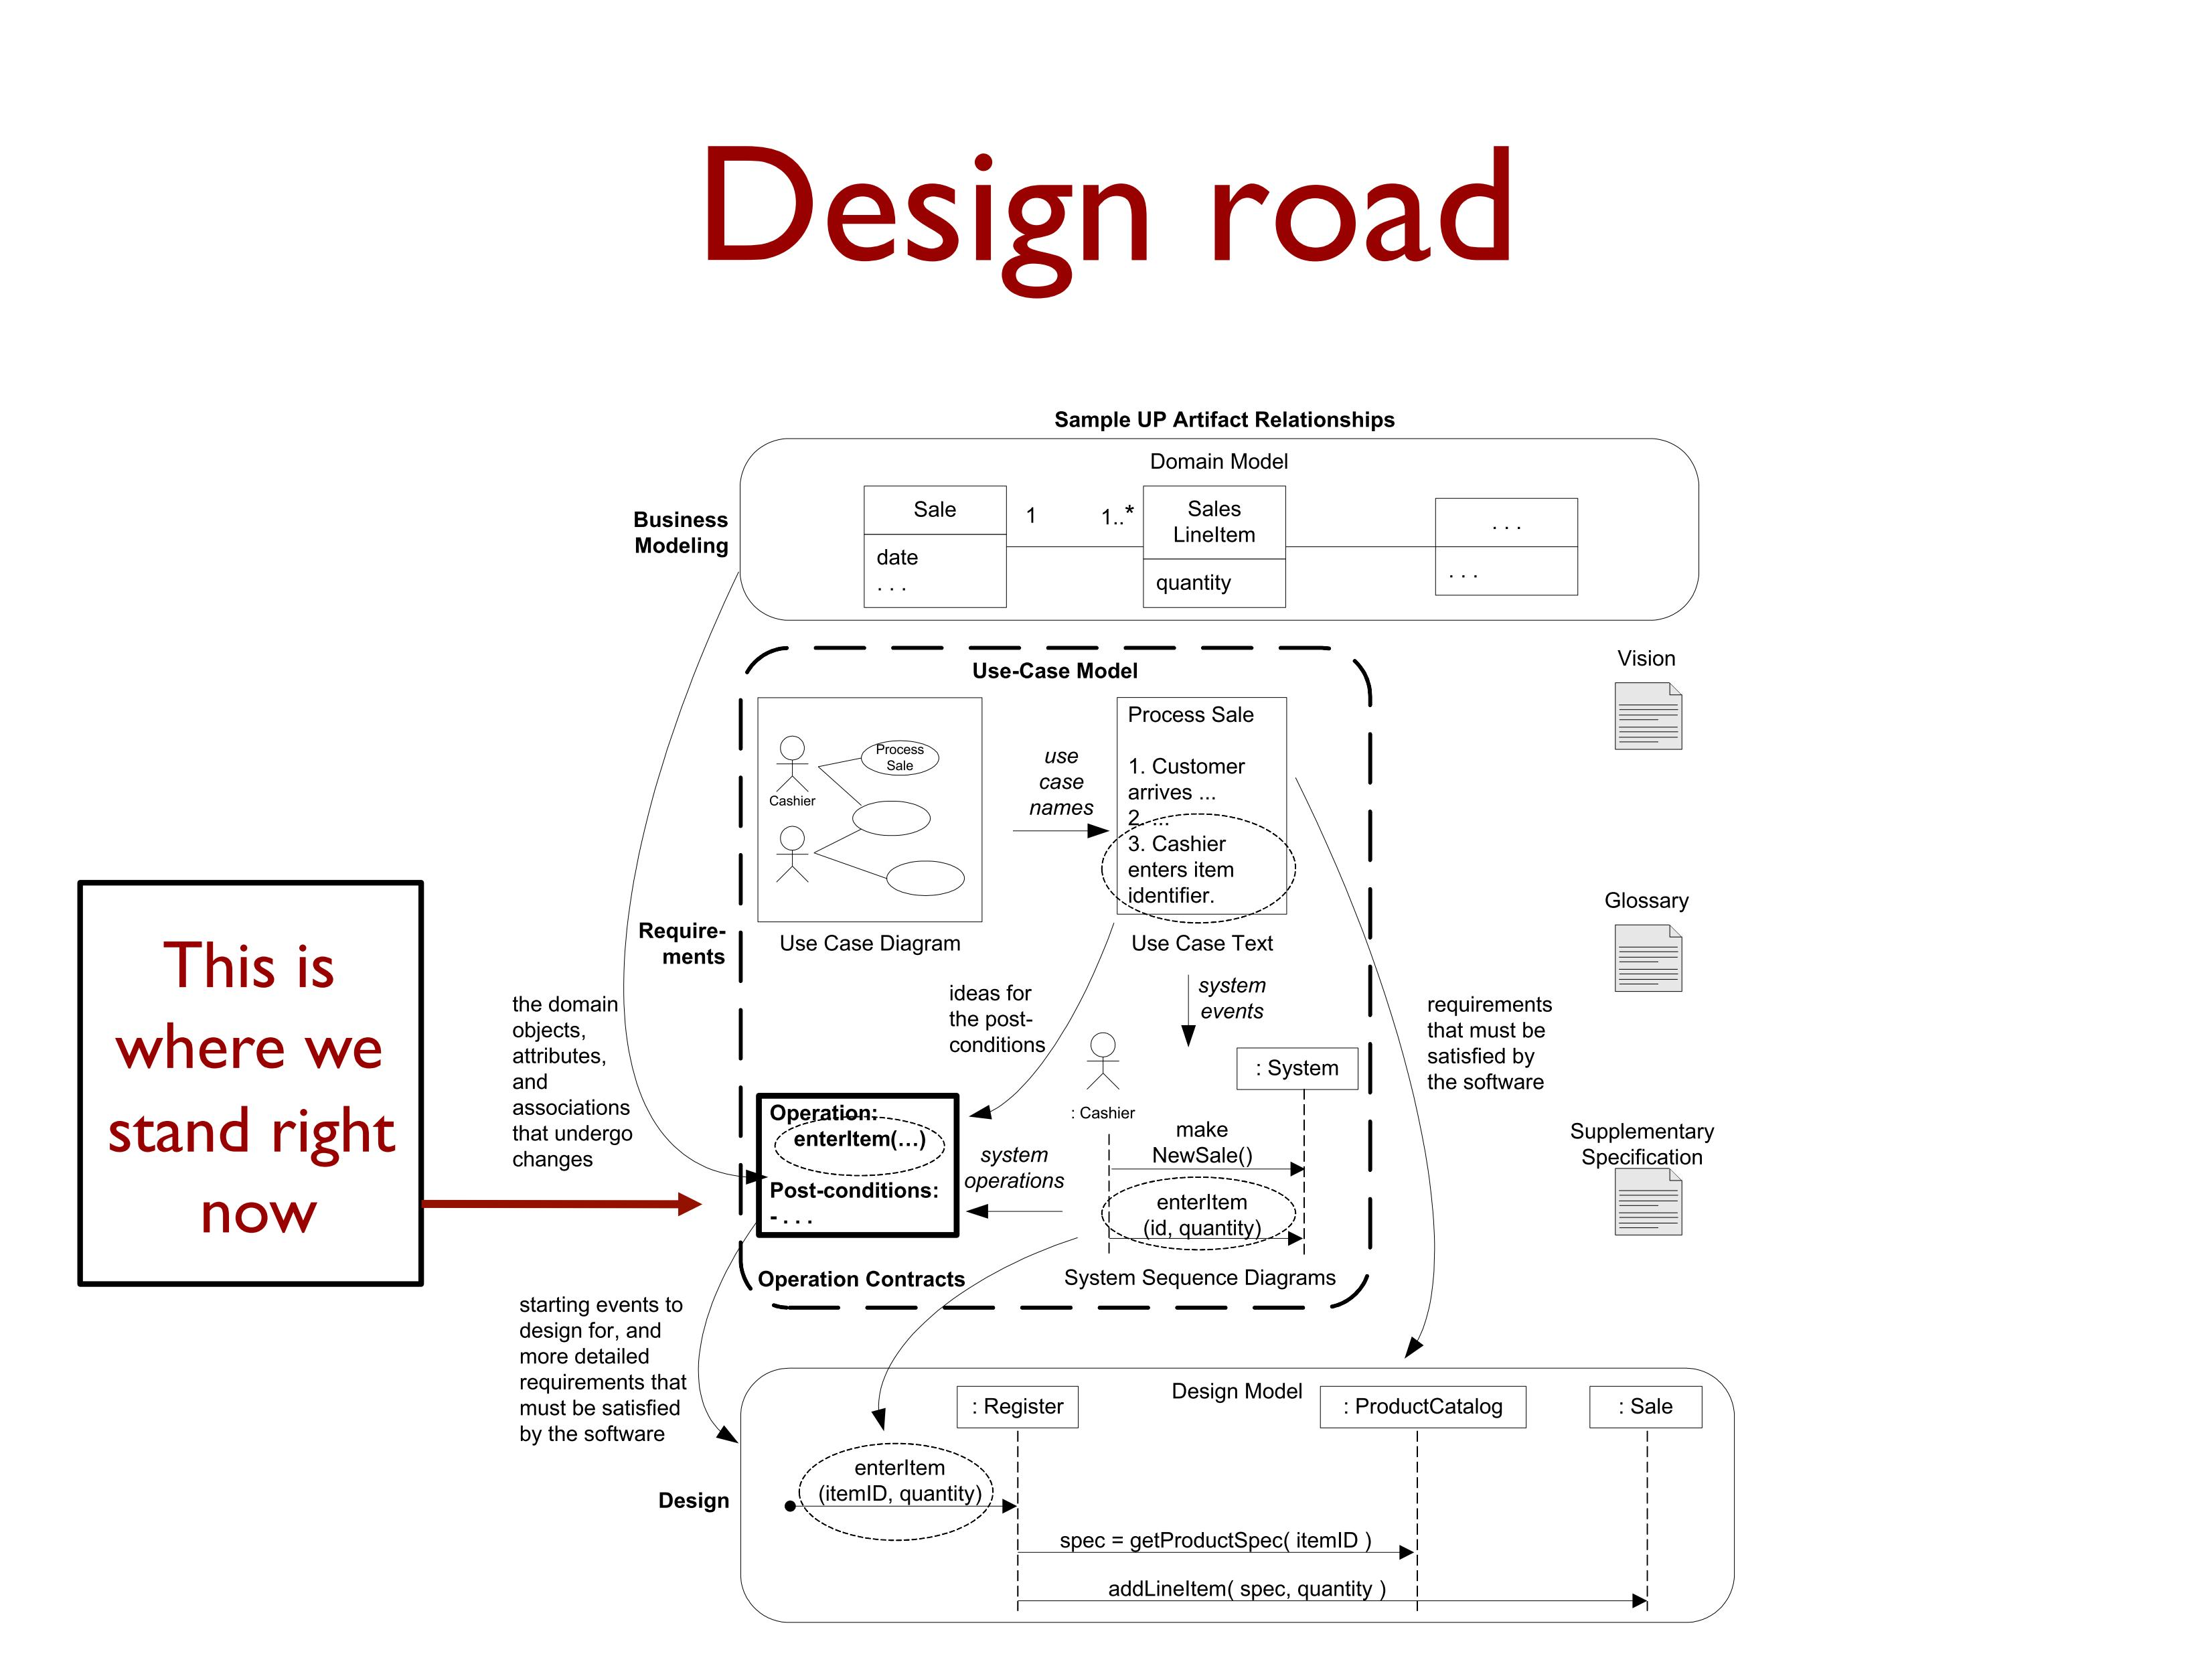 Design road
Sample UP Artifact Relationships
Domain Model
Business
Modeling
Sale
date
. . .
1
1..*
Sales
LineItem
quantity
. . .
. . .
Use-Case Model
Require-
ments
Process
Sale
Cashier
Use Case Diagram
use
case
names
Process Sale
1. Customer
arrives ...
2. ...
3. Cashier
enters item
identifier.
Use Case Text
Vision
Glossary
Supplementary
Specification
This is
where we
stand right
now
the domain
objects,
attributes,
and
associations
that undergo
changes
ideas for
the post-
conditions
system
events
requirements
that must be
satisfied by
the software
Operation:
enterItem(…)
Post-conditions:
- . . .
Operation Contracts
system
operations
: Cashier
: System
make
NewSale()
enterItem
(id, quantity)
System Sequence Diagrams
starting events to
design for, and
more detailed
requirements that
must be satisfied
by the software
Design
Design Model
: Register
: ProductCatalog
: Sale
enterItem
(itemID, quantity)
spec = getProductSpec( itemID )
addLineItem( spec, quantity )